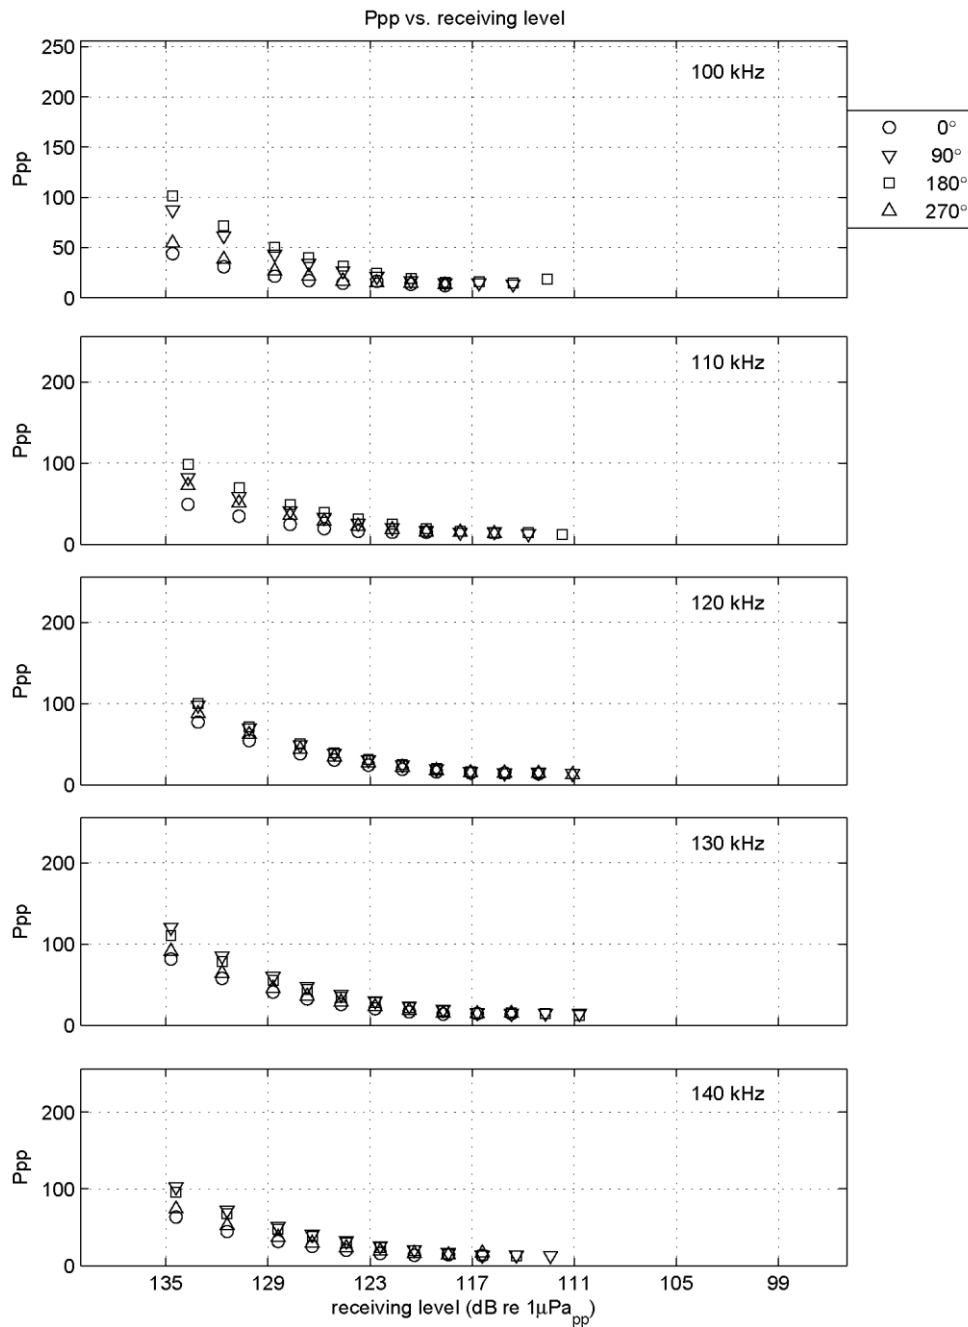 Ppp vs. receiving level
250
200
150
100
50
0
Ppp
100 kHz
0°
90°
180°
270°
200
100
0
Ppp
110 kHz
200
100
0
Ppp
120 kHz
200
100
0
Ppp
130 kHz
200
100
0
Ppp
140 kHz
135 129 123 117 111 105 99
receiving level (dB re 1μPapp)